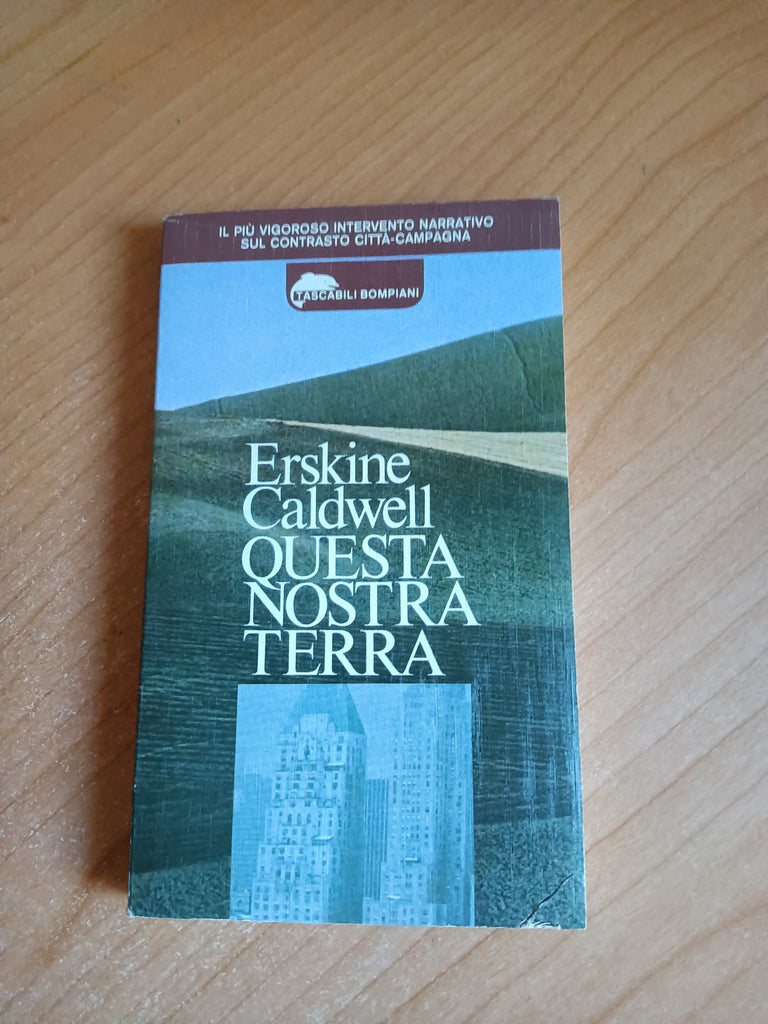 IL PIÙ VIGOROSO INTERVENTO NARRATIVO
SUL CONTRASTO CITTÀ-CAMPAGNA
TASCABILI BOMPIANI
Erskine
Caldwell
QUESTA
NOSTRA
TERRA